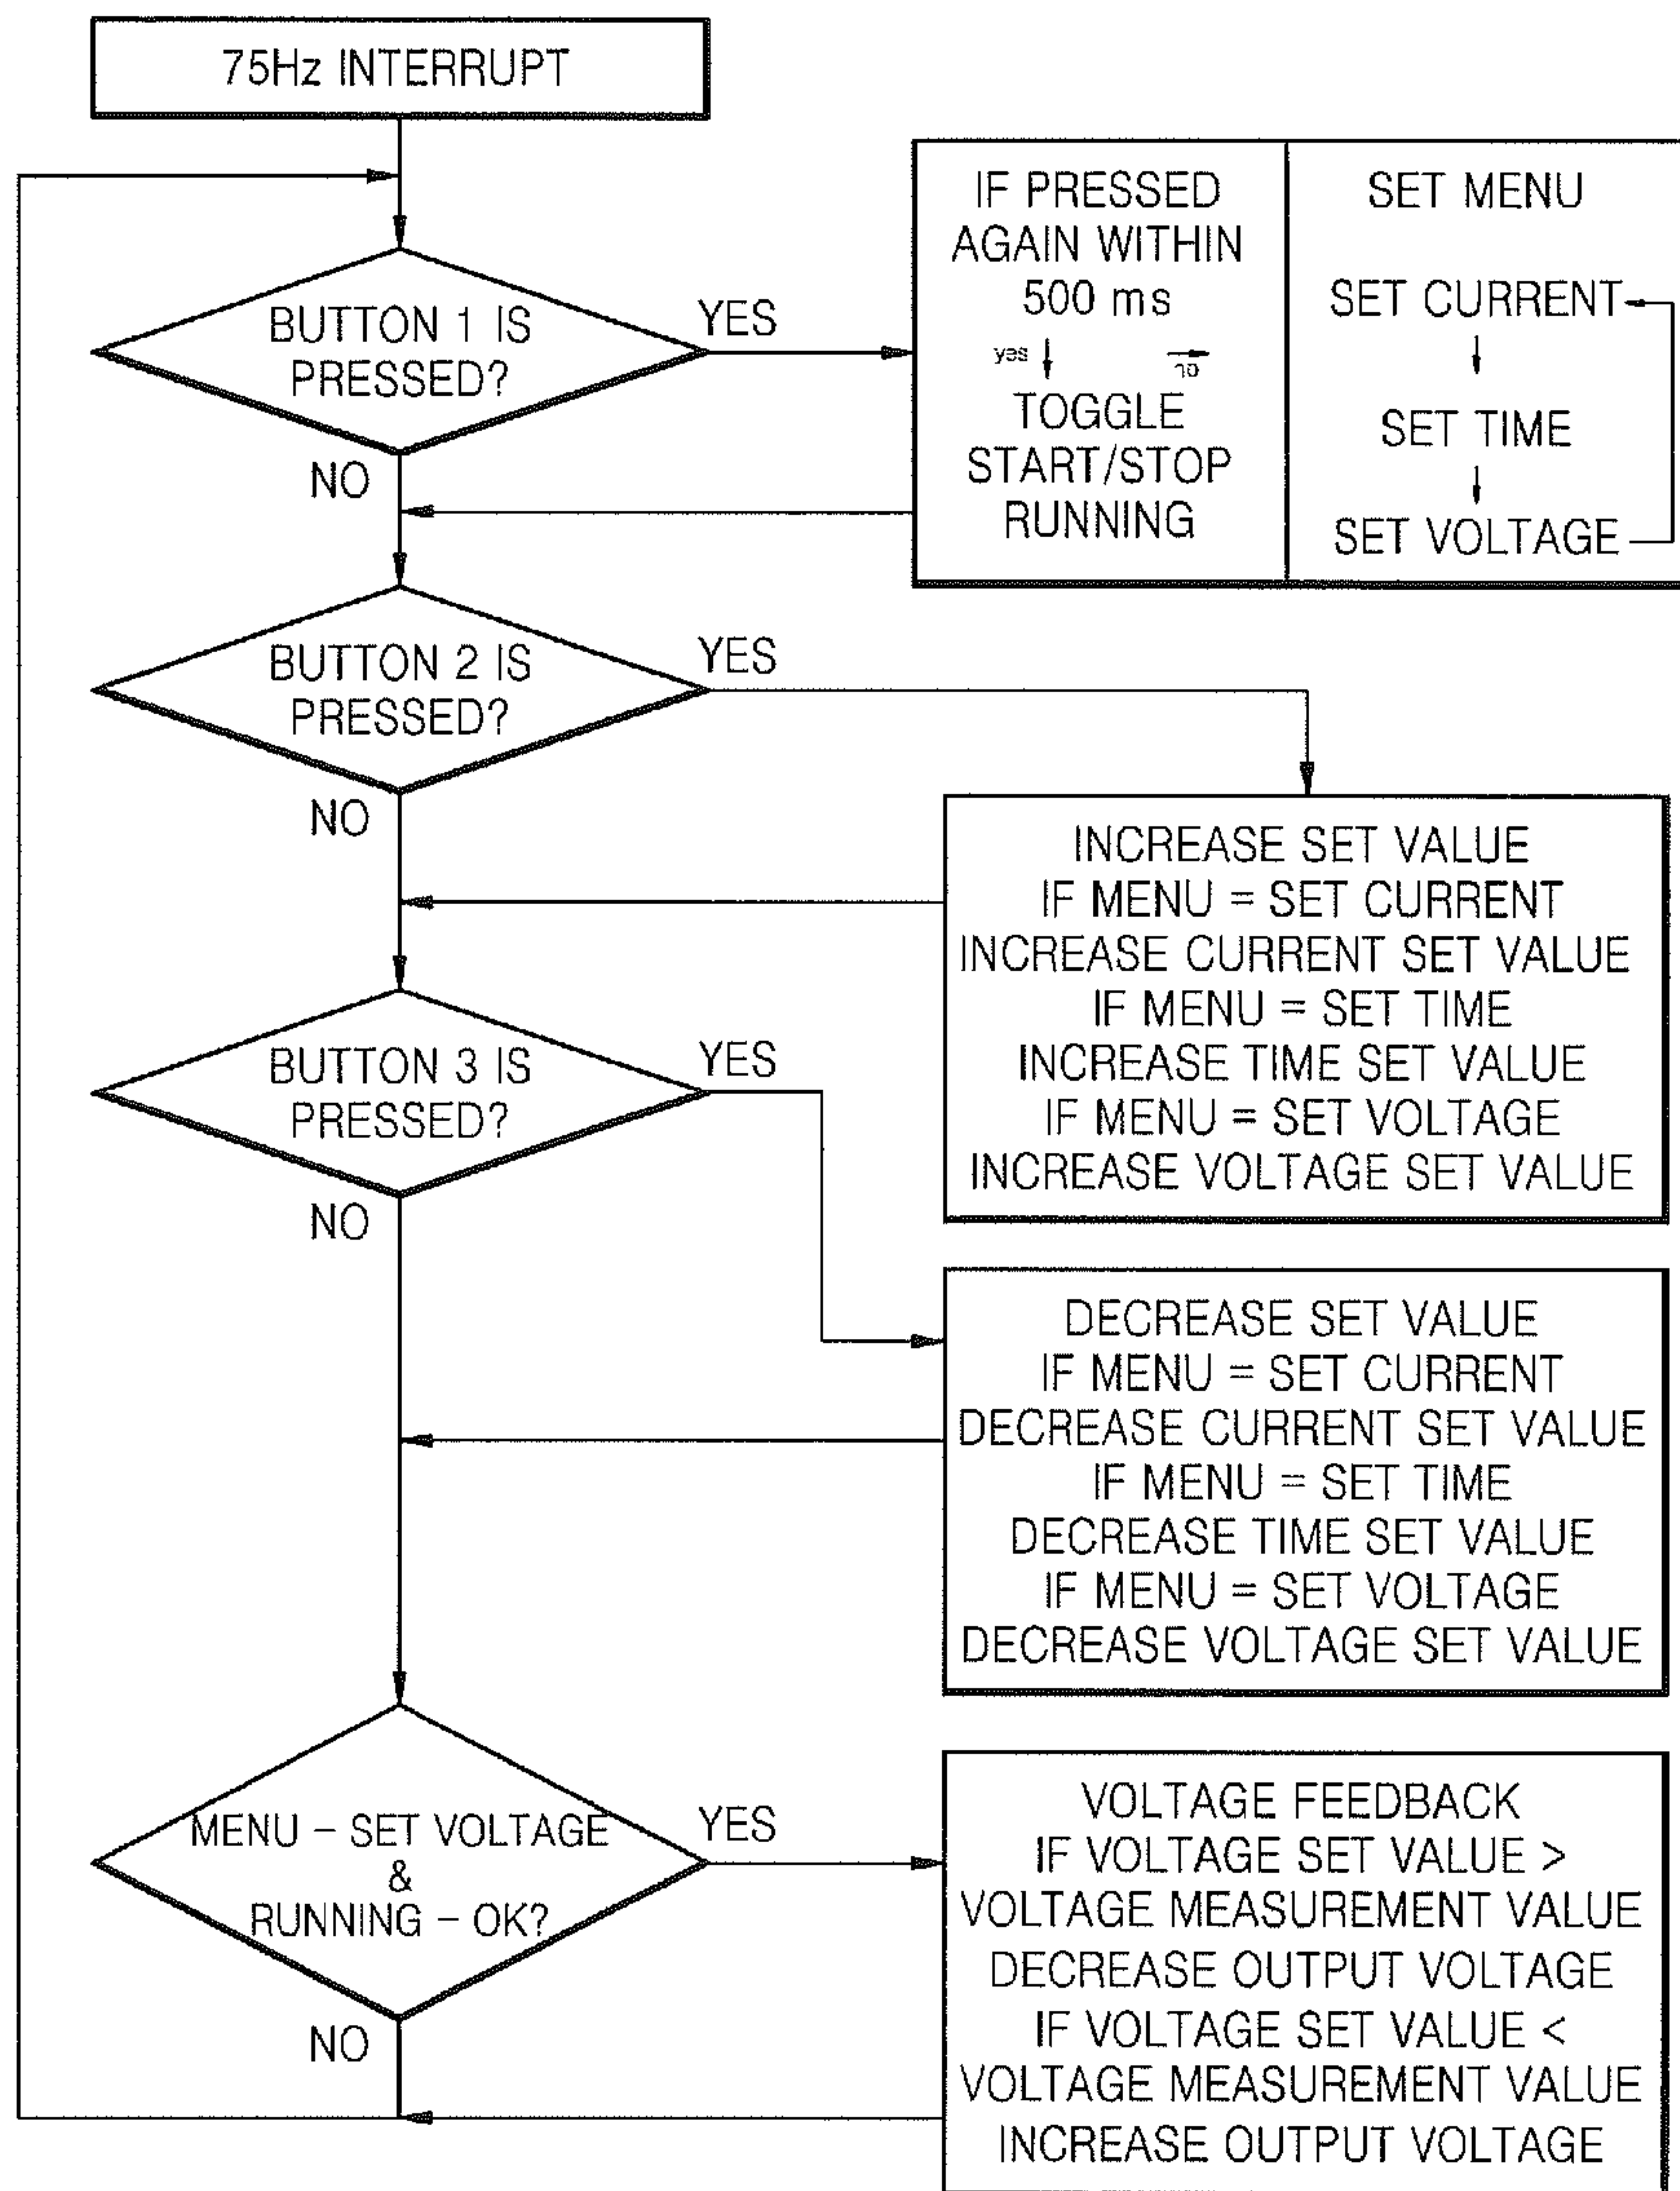 75Hz INTERRUPT
BUTTON 1 IS
PRESSED?
YES
NO
IF PRESSED
AGAIN WITHIN
500 ms
yes
no
TOGGLE
START/STOP
RUNNING
SET MENU
SET CURRENT
SET TIME
SET VOLTAGE
BUTTON 2 IS
PRESSED?
YES
NO
INCREASE SET VALUE
IF MENU = SET CURRENT
INCREASE CURRENT SET VALUE
IF MENU = SET TIME
INCREASE TIME SET VALUE
IF MENU = SET VOLTAGE
INCREASE VOLTAGE SET VALUE
BUTTON 3 IS
PRESSED?
YES
NO
DECREASE SET VALUE
IF MENU = SET CURRENT
DECREASE CURRENT SET VALUE
IF MENU = SET TIME
DECREASE TIME SET VALUE
IF MENU = SET VOLTAGE
DECREASE VOLTAGE SET VALUE
MENU – SET VOLTAGE
&
RUNNING – OK?
YES
NO
VOLTAGE FEEDBACK
IF VOLTAGE SET VALUE >
VOLTAGE MEASUREMENT VALUE
DECREASE OUTPUT VOLTAGE
IF VOLTAGE SET VALUE <
VOLTAGE MEASUREMENT VALUE
INCREASE OUTPUT VOLTAGE